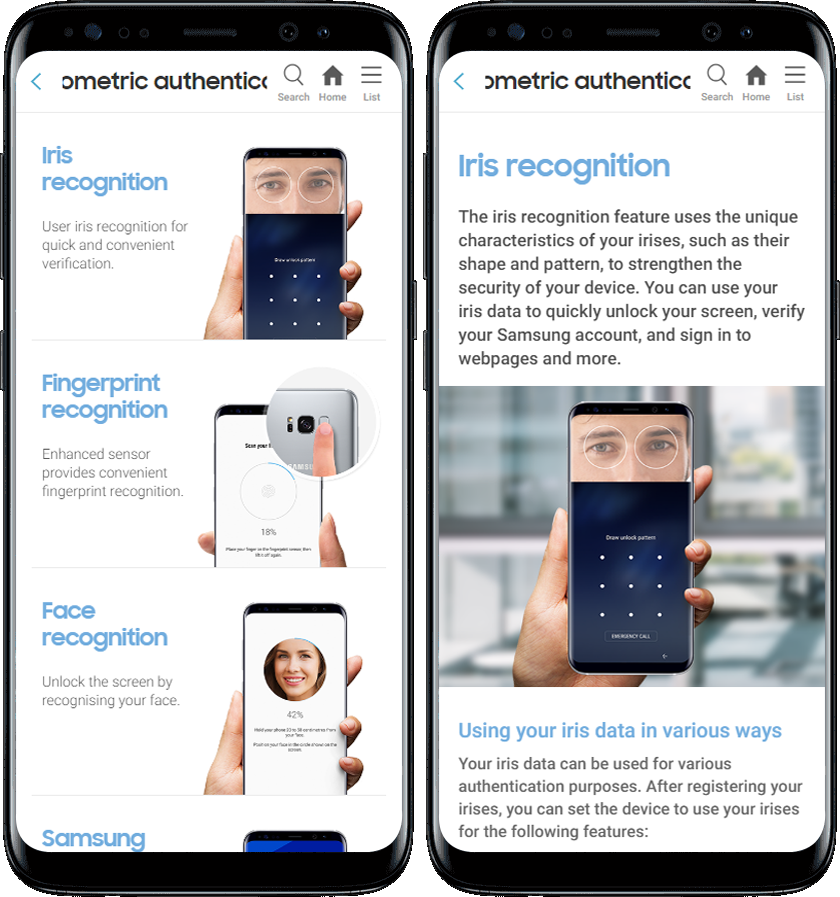 ometric authentica
Search Home List
Iris
recognition
User iris recognition for
quick and convenient
verification.
Draw unlock pattern
Fingerprint
recognition
Enhanced sensor
provides convenient
fingerprint recognition.
Scan your
SAMSUNG
18%
Place your finger on the fingerprint sensor, then
lift it off again.
Face
recognition
Unlock the screen by
recognising your face.
42%
Hold your phone 20 to 50 centimetres from
your face.
Position your face in the circle shown on the
screen.
Samsung
ometric authentica
Search Home List
Iris recognition
The iris recognition feature uses the unique
characteristics of your irises, such as their
shape and pattern, to strengthen the
security of your device. You can use your
iris data to quickly unlock your screen, verify
your Samsung account, and sign in to
webpages and more.
Draw unlock pattern
EMERGENCY CALL
Using your iris data in various ways
Your iris data can be used for various
authentication purposes. After registering your
irises, you can set the device to use your irises
for the following features: